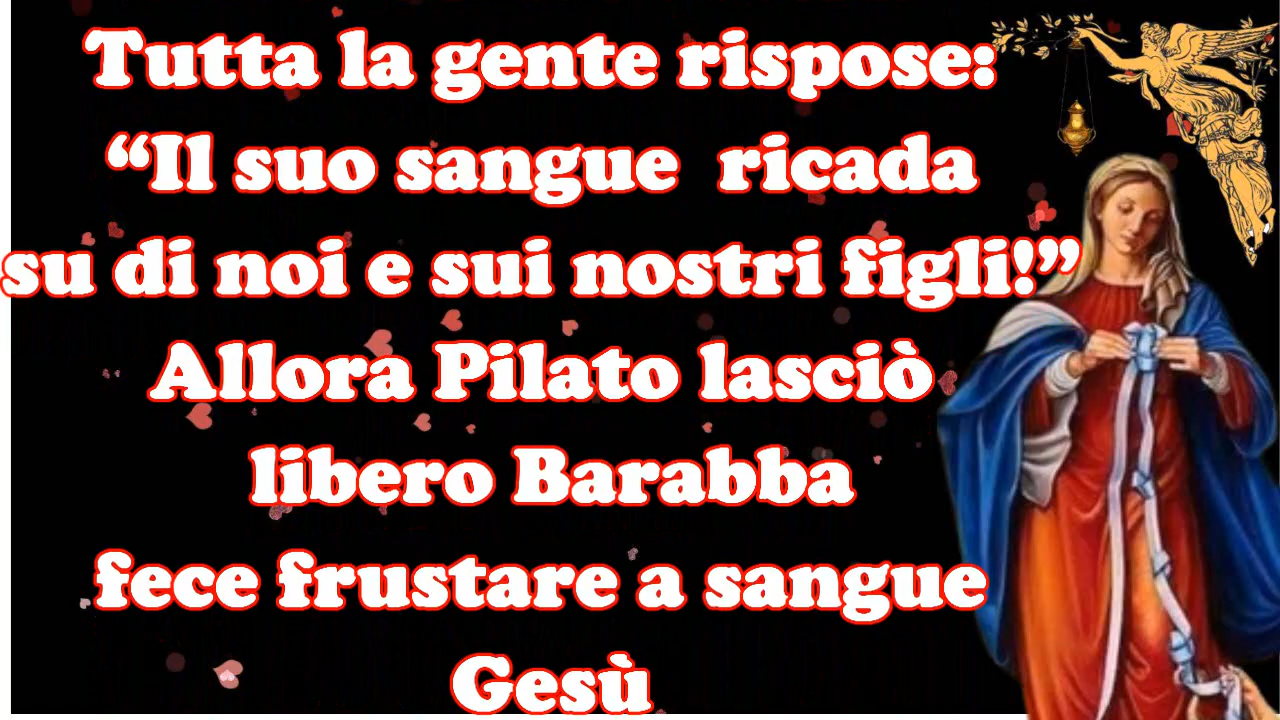 Tutta la gente rispose:
“Il suo sangue ricada
su di noi e sui nostri figli!”
Allora Pilato lasciò
libero Barabba
fece frustare a sangue
Gesù